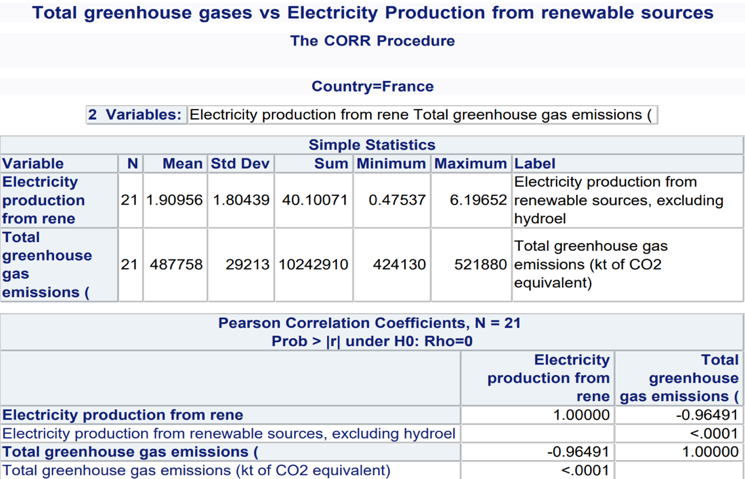 Total greenhouse gases vs Electricity Production from renewable sources
The CORR Procedure
Country=France
2 Variables: Electricity production from rene Total greenhouse gas emissions (
Simple Statistics
Variable N Mean Std Dev Sum Minimum Maximum Label
Electricity production from rene 21 1.90956 1.80439 40.10071 0.47537 6.19652 Electricity production from renewable sources, excluding hydroel
Total greenhouse gas emissions ( 21 487758 29213 10242910 424130 521880 Total greenhouse gas emissions (kt of CO2 equivalent)
Pearson Correlation Coefficients, N = 21
Prob > |r| under H0: Rho=0
Electricity production from rene Total greenhouse gas emissions (
Electricity production from rene 1.00000 -0.96491
Electricity production from renewable sources, excluding hydroel <.0001
Total greenhouse gas emissions ( -0.96491 1.00000
Total greenhouse gas emissions (kt of CO2 equivalent) <.0001